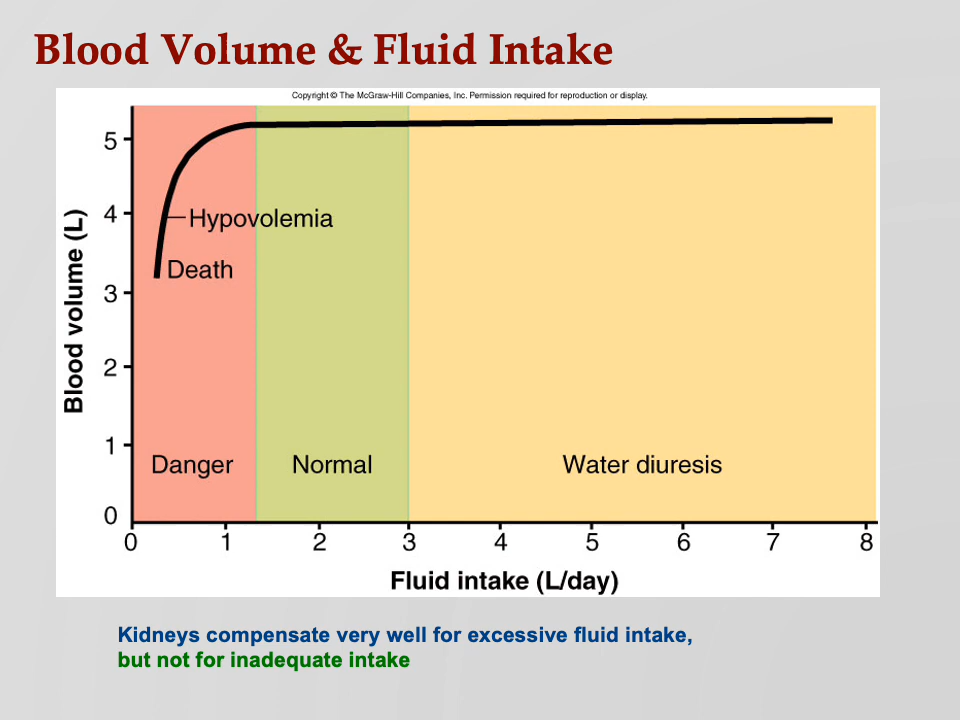 Blood Volume & Fluid Intake
Copyright © The McGraw-Hill Companies, Inc. Permission required for reproduction or display.
Blood volume (L)
5
4
3
2
1
0
Hypovolemia
Death
Danger
Normal
Water diuresis
0 1 2 3 4 5 6 7 8
Fluid intake (L/day)
Kidneys compensate very well for excessive fluid intake,
but not for inadequate intake